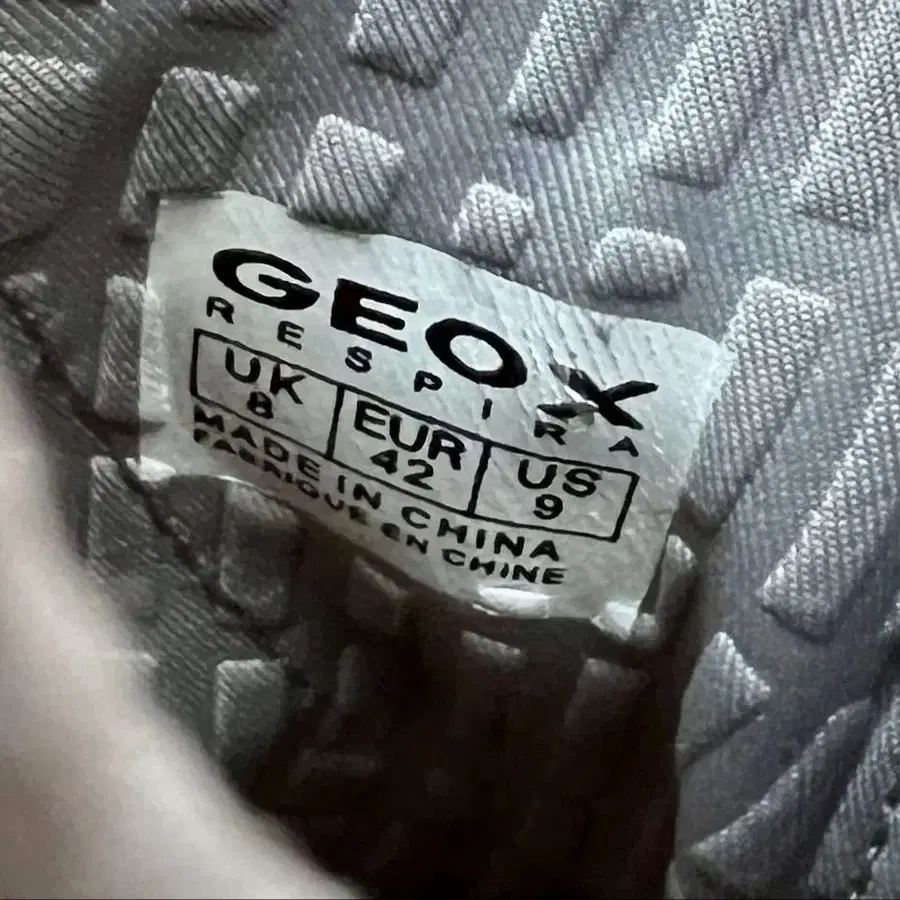 GEOX
RESPIRA
UK EUR US
8 42 9
MADE IN CHINA
FABRIQUE EN CHINE